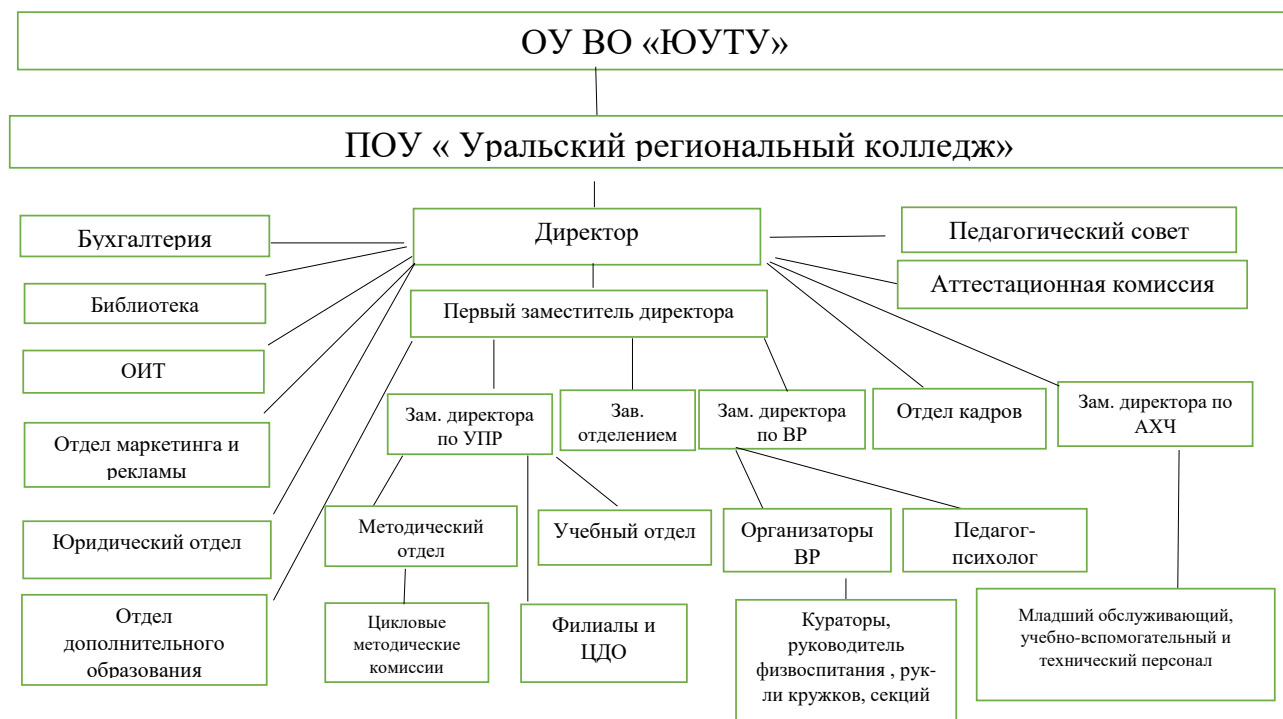 ОУ ВО «ЮУТУ»
ПОУ « Уральский региональный колледж»
Бухгалтерия
Директор
Педагогический совет
Аттестационная комиссия
Библиотека
Первый заместитель директора
ОИТ
Зам. директора
по УПР
Зав.
отделением
Зам. директора
по ВР
Отдел кадров
Зам. директора по
АХЧ
Отдел маркетинга и
рекламы
Юридический отдел
Методический
отдел
Учебный отдел
Организаторы
ВР
Педагог-
психолог
Отдел
дополнительного
образования
Цикловые
методические
комиссии
Филиалы и
ЦДО
Кураторы,
руководитель
физвоспитания , рук-
ли кружков, секций
Младший обслуживающий,
учебно-вспомогательный и
технический персонал